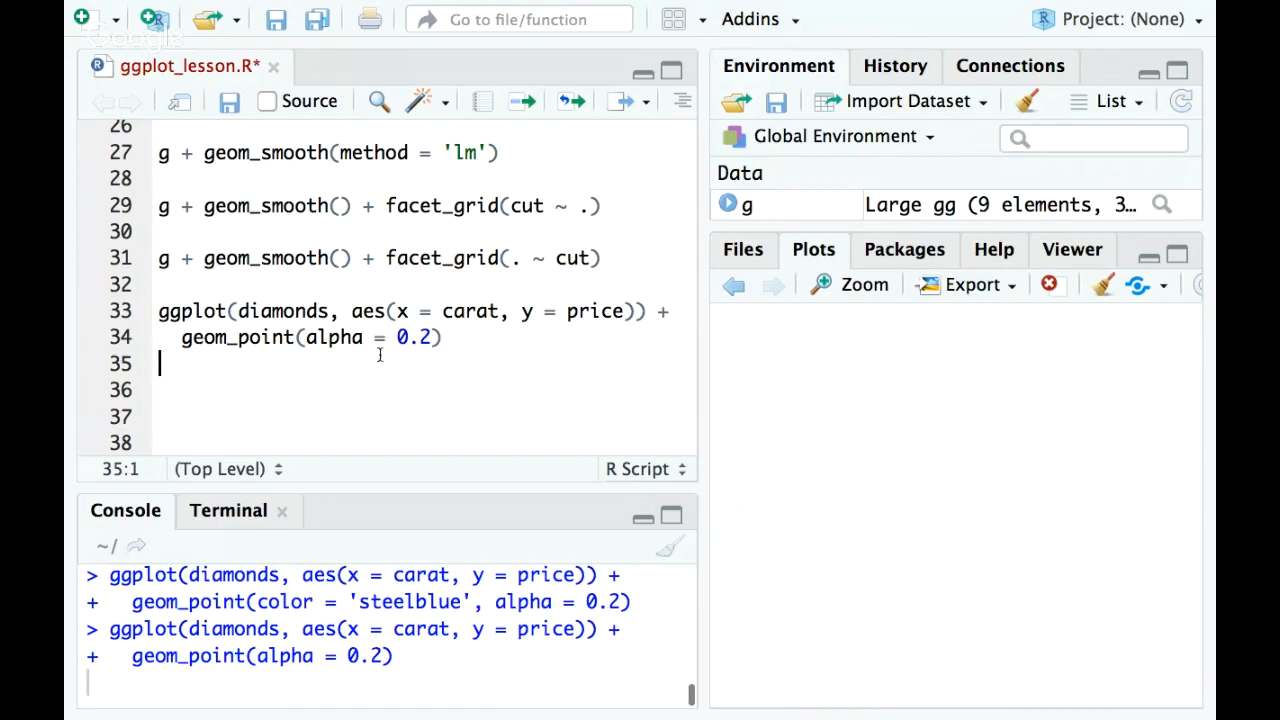 Go to file/function
Addins
Project: (None)
Google
ggplot_lesson.R*
Source
26
27 g + geom_smooth(method = 'lm')
28
29 g + geom_smooth() + facet_grid(cut ~ .)
30
31 g + geom_smooth() + facet_grid(. ~ cut)
32
33 ggplot(diamonds, aes(x = carat, y = price)) +
34 geom_point(alpha = 0.2)
35
36
37
38
35:1 (Top Level) R Script
Console Terminal
~/
> ggplot(diamonds, aes(x = carat, y = price)) +
+ geom_point(color = 'steelblue', alpha = 0.2)
> ggplot(diamonds, aes(x = carat, y = price)) +
+ geom_point(alpha = 0.2)
Environment History Connections
Import Dataset List
Global Environment
Data
g Large gg (9 elements, 3…
Files Plots Packages Help Viewer
Zoom Export